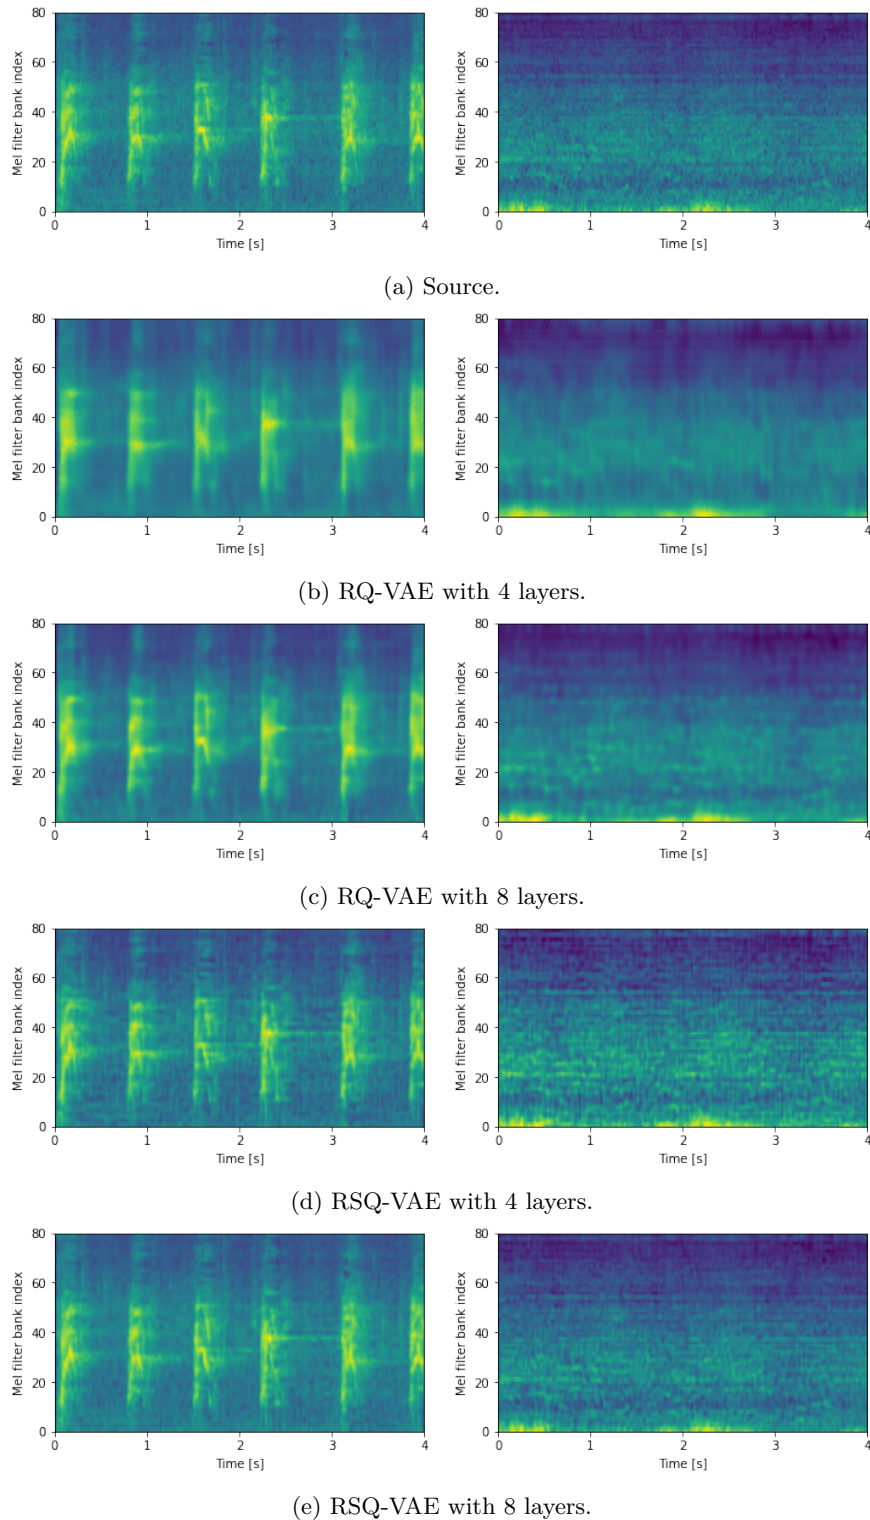 80
60
40
20
0
Mel filter bank index
0 1 2 3 4
Time [s]
80
60
40
20
0
Mel filter bank index
0 1 2 3 4
Time [s]
(a) Source.
80
60
40
20
0
Mel filter bank index
0 1 2 3 4
Time [s]
80
60
40
20
0
Mel filter bank index
0 1 2 3 4
Time [s]
(b) RQ-VAE with 4 layers.
80
60
40
20
0
Mel filter bank index
0 1 2 3 4
Time [s]
80
60
40
20
0
Mel filter bank index
0 1 2 3 4
Time [s]
(c) RQ-VAE with 8 layers.
80
60
40
20
0
Mel filter bank index
0 1 2 3 4
Time [s]
80
60
40
20
0
Mel filter bank index
0 1 2 3 4
Time [s]
(d) RSQ-VAE with 4 layers.
80
60
40
20
0
Mel filter bank index
0 1 2 3 4
Time [s]
80
60
40
20
0
Mel filter bank index
0 1 2 3 4
Time [s]
(e) RSQ-VAE with 8 layers.